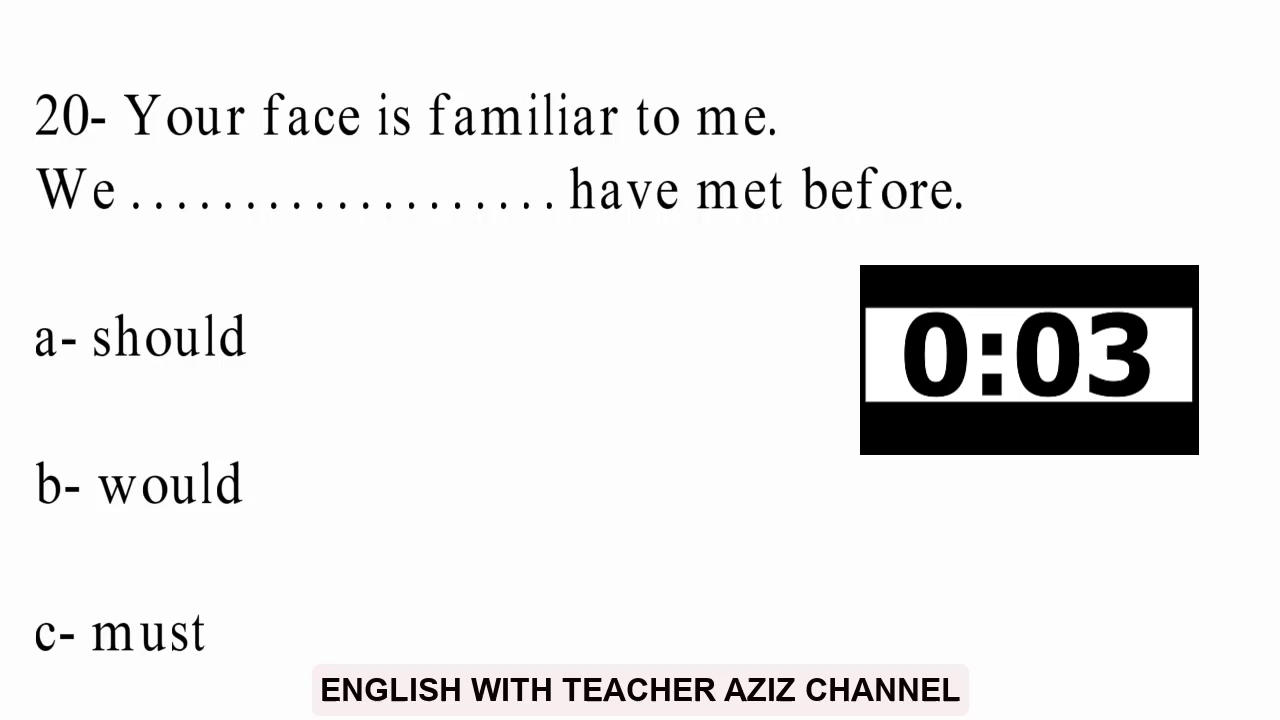 20- Your face is familiar to me.
We ................... have met before.
a- should
0:03
b- would
c- must
ENGLISH WITH TEACHER AZIZ CHANNEL